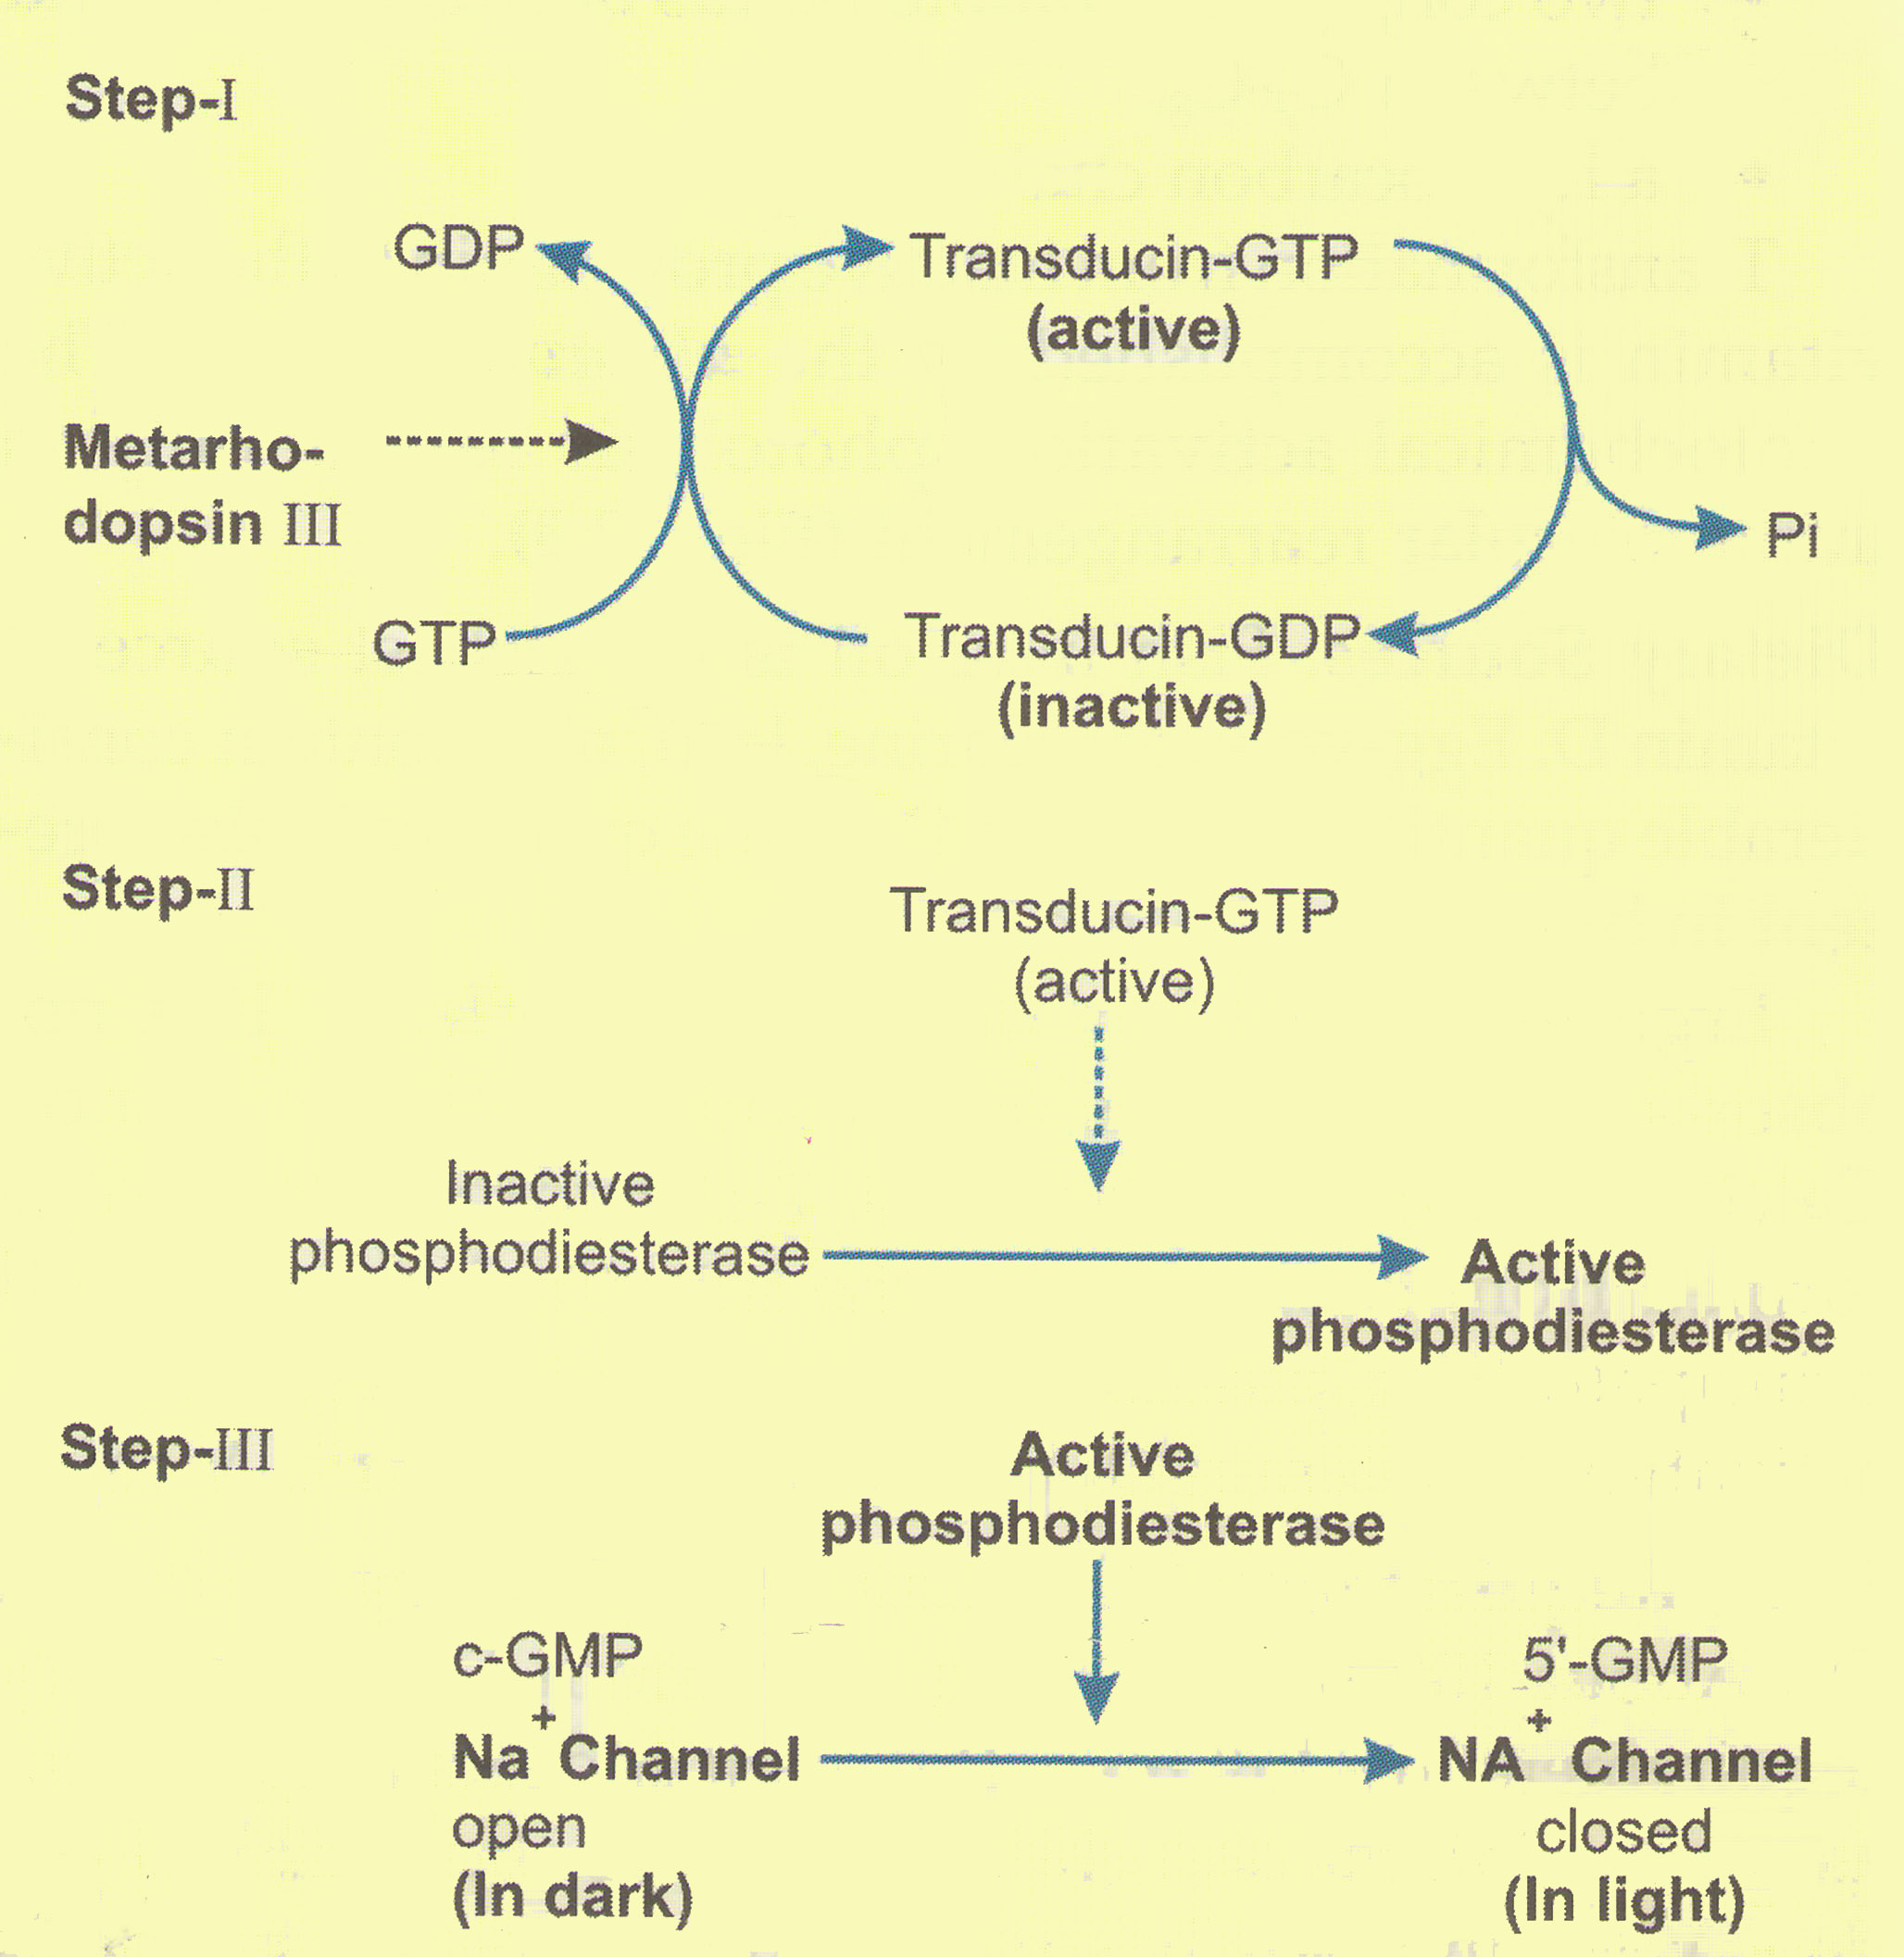 Step-I
GDP
Transducin-GTP
(active)
Metarho-
dopsin III
Pi
GTP
Transducin-GDP
(inactive)
Step-II
Transducin-GTP
(active)
Inactive
phosphodiesterase
Active
phosphodiesterase
Step-III
Active
phosphodiesterase
c-GMP
Na+ Channel
open
(In dark)
5'-GMP
NA+ Channel
closed
(In light)